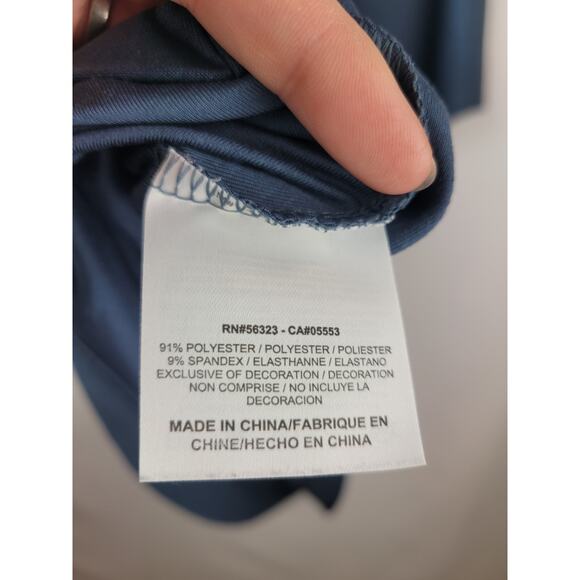 RN#56323 - CA#05553
91% POLYESTER / POLYESTER / POLIESTER
9% SPANDEX / ELASTHANNE / ELASTANO
EXCLUSIVE OF DECORATION / DECORATION
NON COMPRISE / NO INCLUYE LA
DECORACION
MADE IN CHINA/FABRIQUE EN
CHINE/HECHO EN CHINA